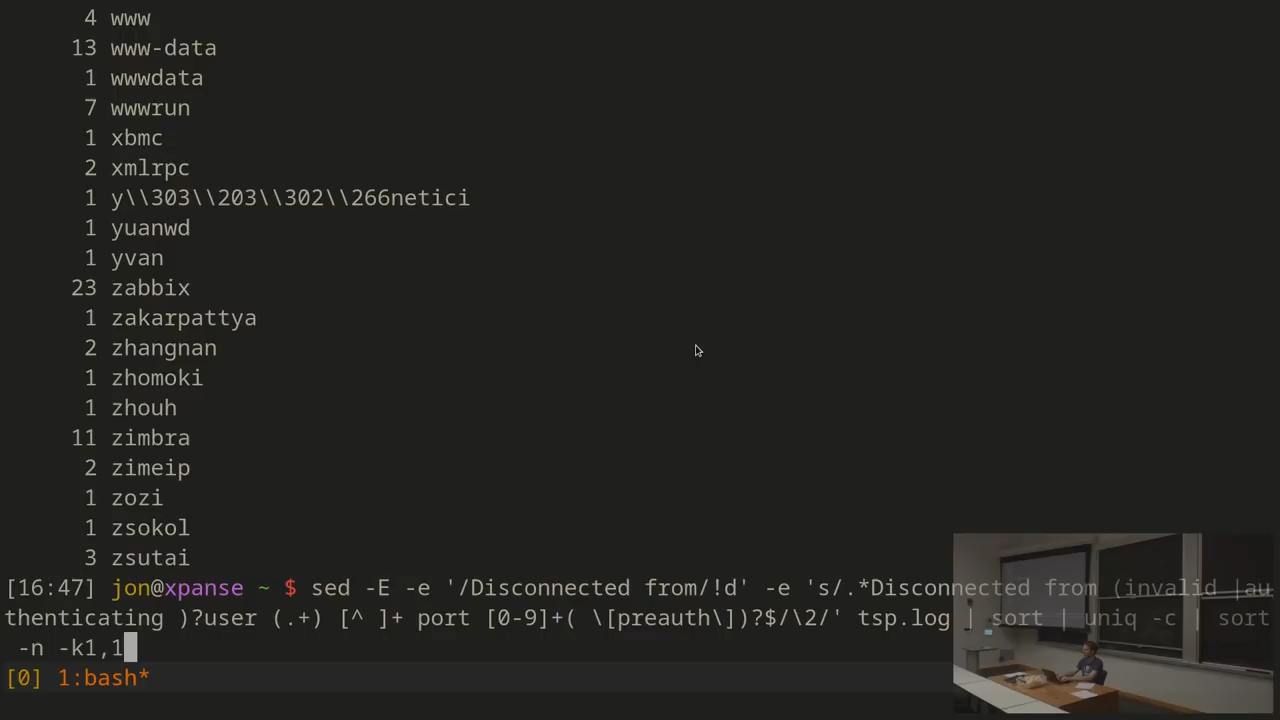 4 www
13 www-data
1 wwwdata
7 wwwrun
1 xbmc
2 xmlrpc
1 y\\303\\203\\302\\266netici
1 yuanwd
1 yvan
23 zabbix
1 zakarpattya
2 zhangnan
1 zhomoki
1 zhouh
11 zimbra
2 zimeip
1 zozi
1 zsokol
3 zsutai
[16:47] jon@xpanse ~ $ sed -E -e '/Disconnected from/!d' -e 's/.*Disconnected from (invalid |au
thenticating )?user (.+) [^ ]+ port [0-9]+( \[preauth\])?$/\2/' tsp.log | sort | uniq -c | sort
-n -k1,1
[0] 1:bash*